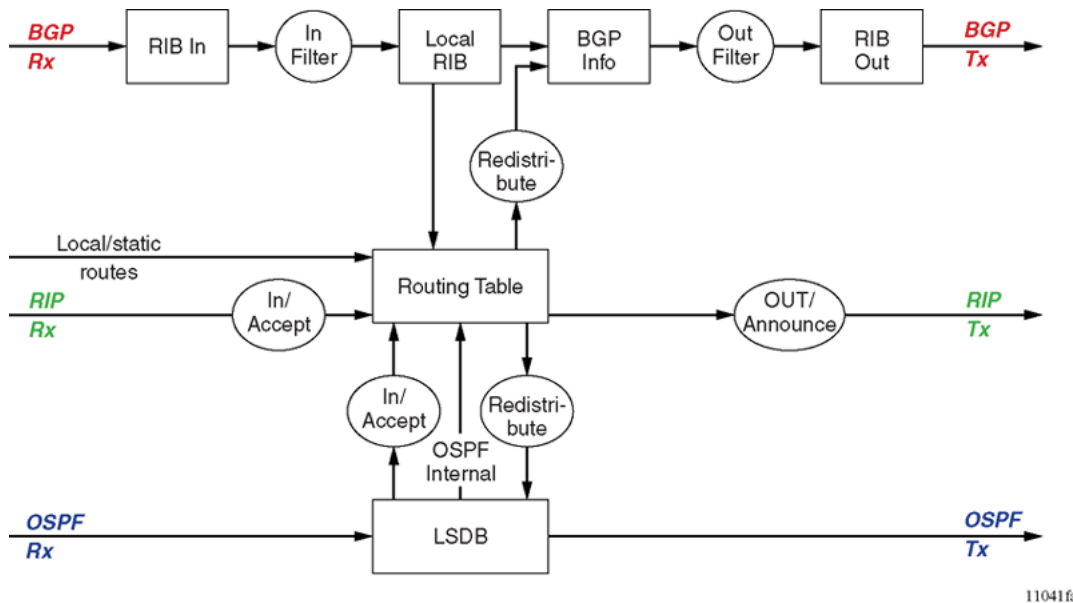 BGP
Rx
RIB In
In
Filter
Local
RIB
BGP
Info
Out
Filter
RIB
Out
BGP
Tx
Redistri-
bute
Local/static
routes
Routing Table
RIP
Rx
In/
Accept
OUT/
Announce
RIP
Tx
In/
Accept
Redistri-
bute
OSPF
Internal
OSPF
Rx
LSDB
OSPF
Tx